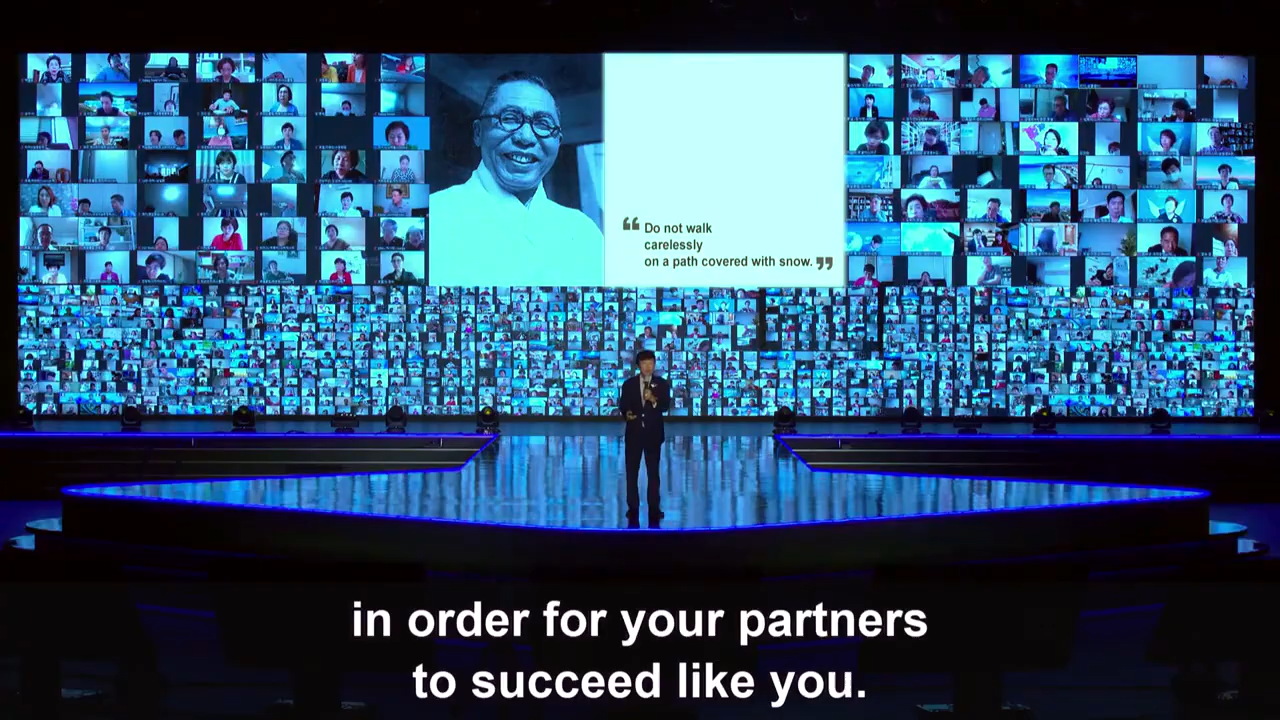 “ Do not walk
carelessly
on a path covered with snow. ”
in order for your partners
to succeed like you.